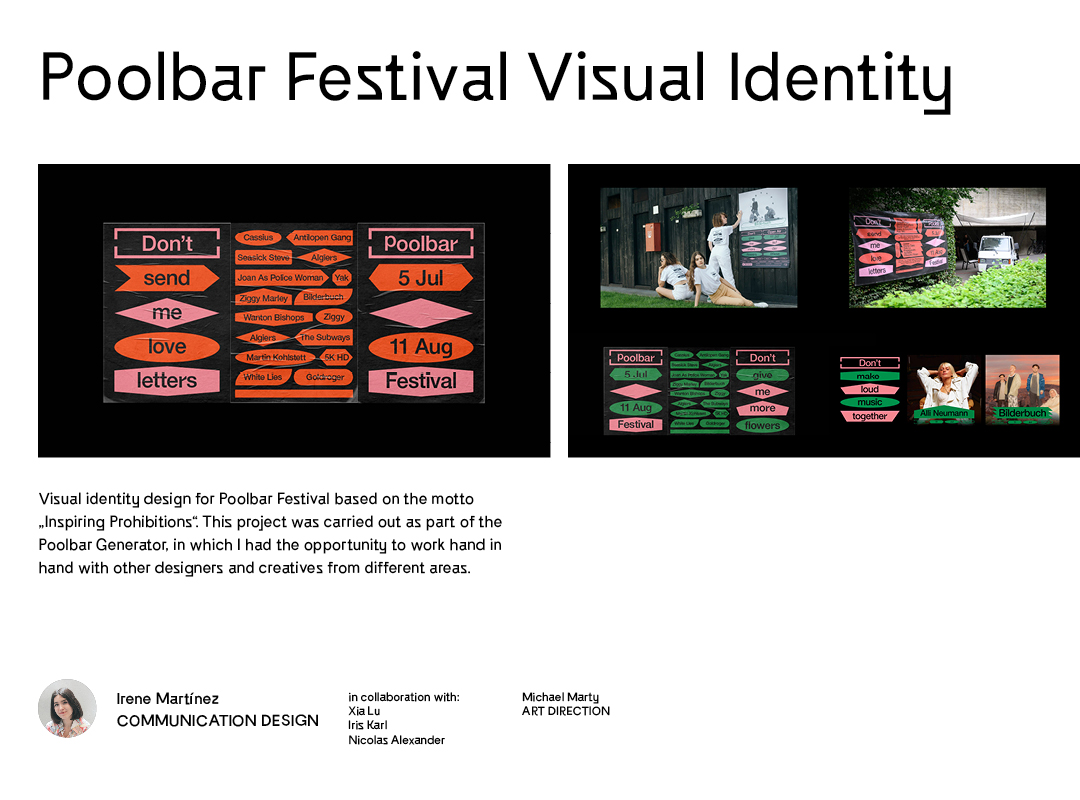 Poolbar Festival Visual Identity
Don't
send
me
love
letters
Cassius Antilopen Gang
Seasick Steve Algiers
Joan As Police Woman Yak
Ziggy Marley Bilderbuch
Wanton Bishops Ziggy
Algiers The Subways
Martin Kohlstett 5K HD
White Lies Goldroger
poolbar
5 Jul
11 Aug
Festival
Don't
send
me
love
letters
Festival
Poolbar
5 Jul
11 Aug
Festival
Don't
give
me
more
flowers
Don't
make
loud
music
together
Alli Neumann
Bilderbuch
Visual identity design for Poolbar Festival based on the motto
„Inspiring Prohibitions“. This project was carried out as part of the
Poolbar Generator, in which I had the opportunity to work hand in
hand with other designers and creatives from different areas.
Irene Martínez
COMMUNICATION DESIGN
in collaboration with:
Xia Lu
Iris Karl
Nicolas Alexander
Michael Marty
ART DIRECTION